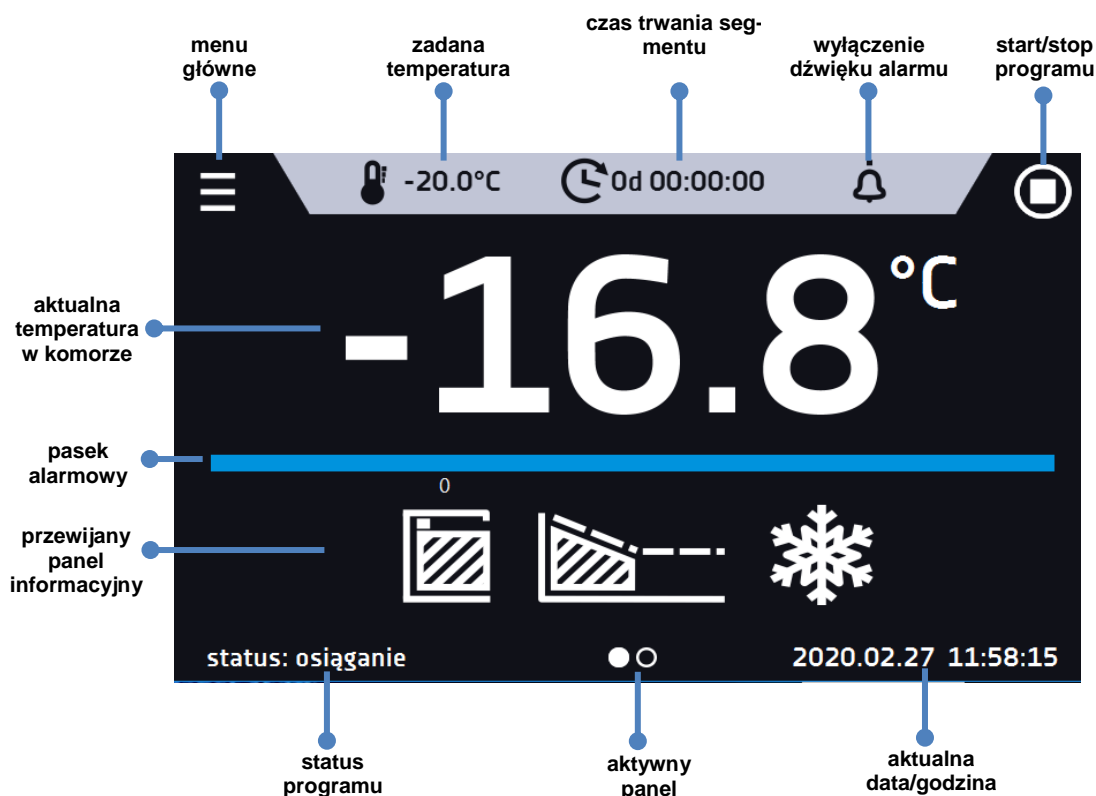 menu
główne
zadana
temperatura
czas trwania seg-
mentu
wyłączenie
dźwięku alarmu
start/stop
programu
-20.0°C
0d 00:00:00
-16.8°C
aktualna
temperatura
w komorze
pasek
alarmowy
0
przewijany
panel
informacyjny
status: osiąganie
2020.02.27 11:58:15
status
programu
aktywny
panel
aktualna
data/godzina